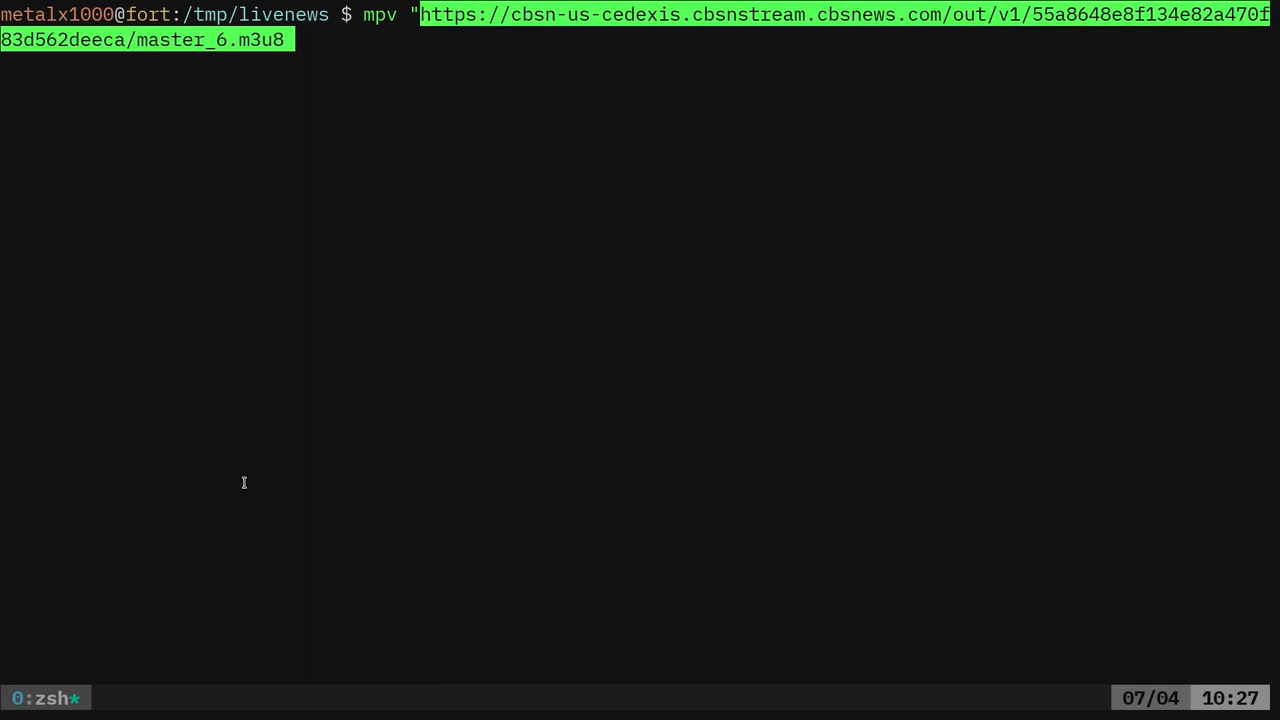 metalx1000@fort:/tmp/livenews $ mpv "https://cbsn-us-cedexis.cbsnstream.cbsnews.com/out/v1/55a8648e8f134e82a470f
83d562deeca/master_6.m3u8
0:zsh* 07/04 10:27